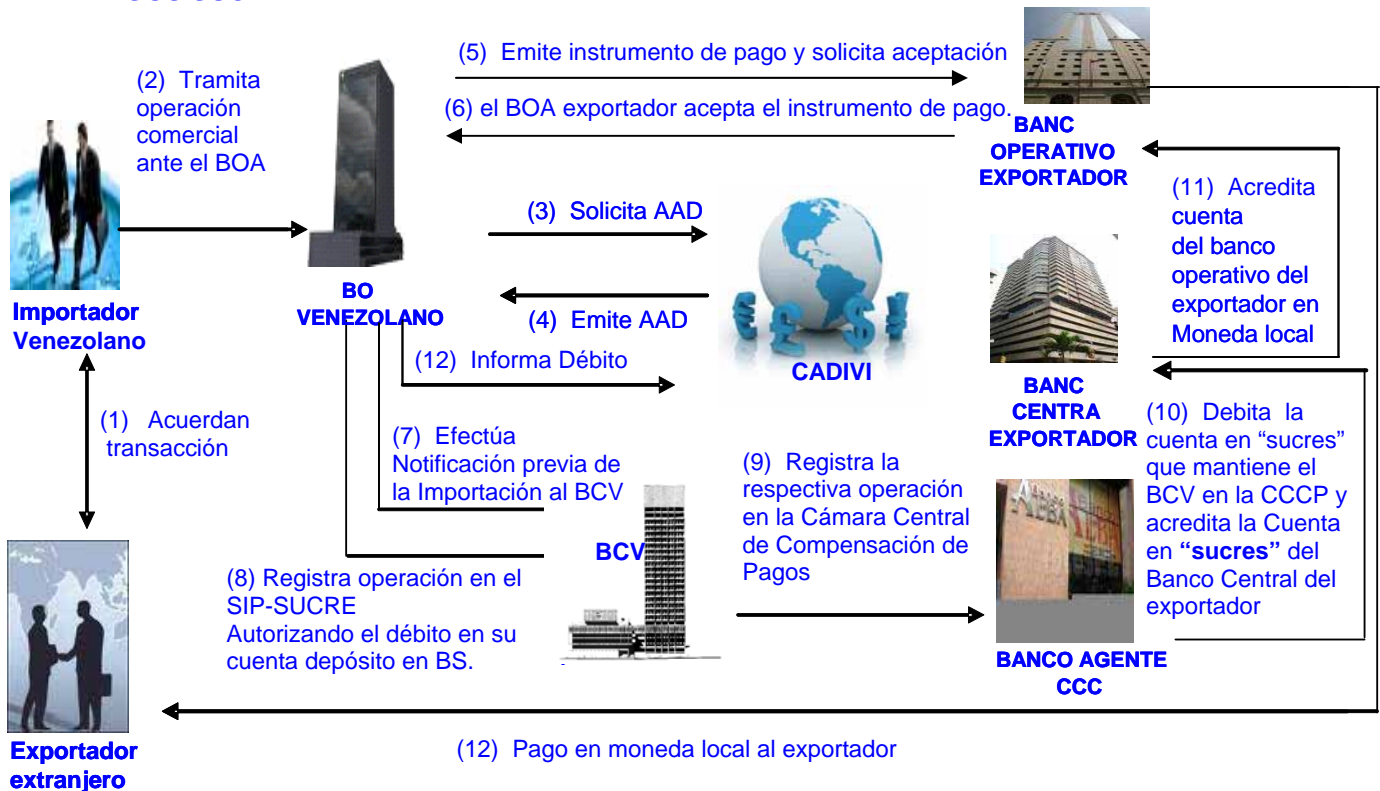 (5) Emite instrumento de pago y solicita aceptación
(2) Tramita
operación
comercial
ante el BOA
(6) el BOA exportador acepta el instrumento de pago.
BANC
OPERATIVO
EXPORTADOR
(11) Acredita
cuenta
del banco
operativo del
exportador en
Moneda local
(3) Solicita AAD
Importador
Venezolano
BO
VENEZOLANO
(4) Emite AAD
(12) Informa Débito
CADIVI
BANC
CENTRA
EXPORTADOR
(1) Acuerdan
transacción
(7) Efectúa
Notificación previa de
la Importación al BCV
(9) Registra la
respectiva operación
en la Cámara Central
de Compensación de
Pagos
(10) Debita la
cuenta en “sucres”
que mantiene el
BCV en la CCCP y
acredita la Cuenta
en “sucres” del
Banco Central del
exportador
BCV
(8) Registra operación en el
SIP-SUCRE
Autorizando el débito en su
cuenta depósito en BS.
BANCO AGENTE
CCC
(12) Pago en moneda local al exportador
Exportador
extranjero